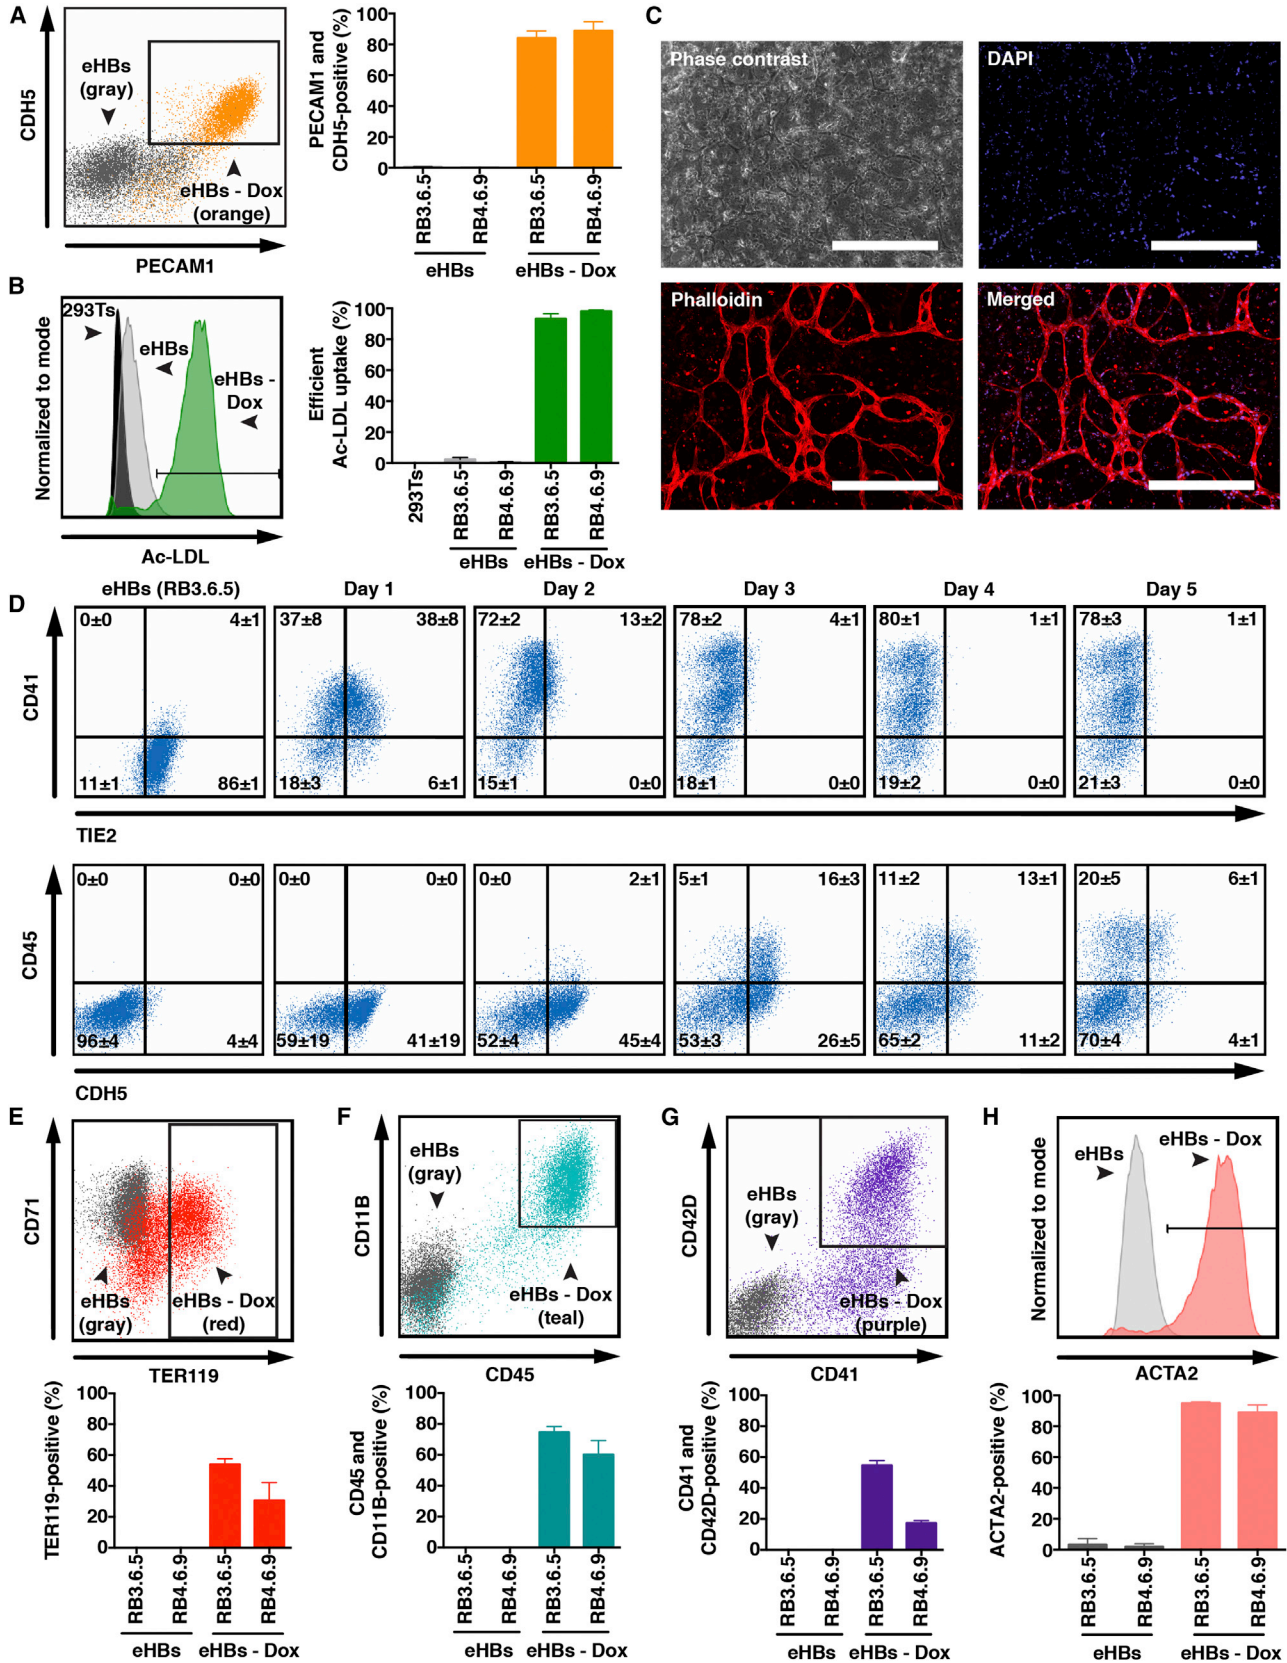 A
CDH5
eHBs
(gray)
eHBs - Dox
(orange)
PECAM1
PECAM1 and
CDH5-positive (%)
100
80
60
40
20
0
RB3.6.5
RB4.6.9
RB3.6.5
RB4.6.9
eHBs
eHBs - Dox
B
Normalized to mode
293Ts
eHBs
eHBs -
Dox
Ac-LDL
Efficient
Ac-LDL uptake (%)
100
80
60
40
20
0
293Ts
RB3.6.5
RB4.6.9
RB3.6.5
RB4.6.9
eHBs
eHBs - Dox
C
Phase contrast
DAPI
Phalloidin
Merged
D
eHBs (RB3.6.5)
Day 1
Day 2
Day 3
Day 4
Day 5
CD41
0±0 4±1
37±8 38±8
72±2 13±2
78±2 4±1
80±1 1±1
78±3 1±1
11±1 86±1
18±3 6±1
15±1 0±0
18±1 0±0
19±2 0±0
21±3 0±0
TIE2
CD45
0±0 0±0
0±0 0±0
0±0 2±1
5±1 16±3
11±2 13±1
20±5 6±1
96±4 4±4
59±19 41±19
52±4 45±4
53±3 26±5
65±2 11±2
70±4 4±1
CDH5
E
CD71
eHBs
(gray)
eHBs - Dox
(red)
TER119
TER119-positive (%)
100
80
60
40
20
0
RB3.6.5
RB4.6.9
RB3.6.5
RB4.6.9
eHBs
eHBs - Dox
F
CD11B
eHBs
(gray)
eHBs - Dox
(teal)
CD45
CD45 and
CD11B-positive (%)
100
80
60
40
20
0
RB3.6.5
RB4.6.9
RB3.6.5
RB4.6.9
eHBs
eHBs - Dox
G
CD42D
eHBs
(gray)
eHBs - Dox
(purple)
CD41
CD41 and
CD42D-positive (%)
100
80
60
40
20
0
RB3.6.5
RB4.6.9
RB3.6.5
RB4.6.9
eHBs
eHBs - Dox
H
Normalized to mode
eHBs
eHBs - Dox
ACTA2
ACTA2-positive (%)
100
80
60
40
20
0
RB3.6.5
RB4.6.9
RB3.6.5
RB4.6.9
eHBs
eHBs - Dox